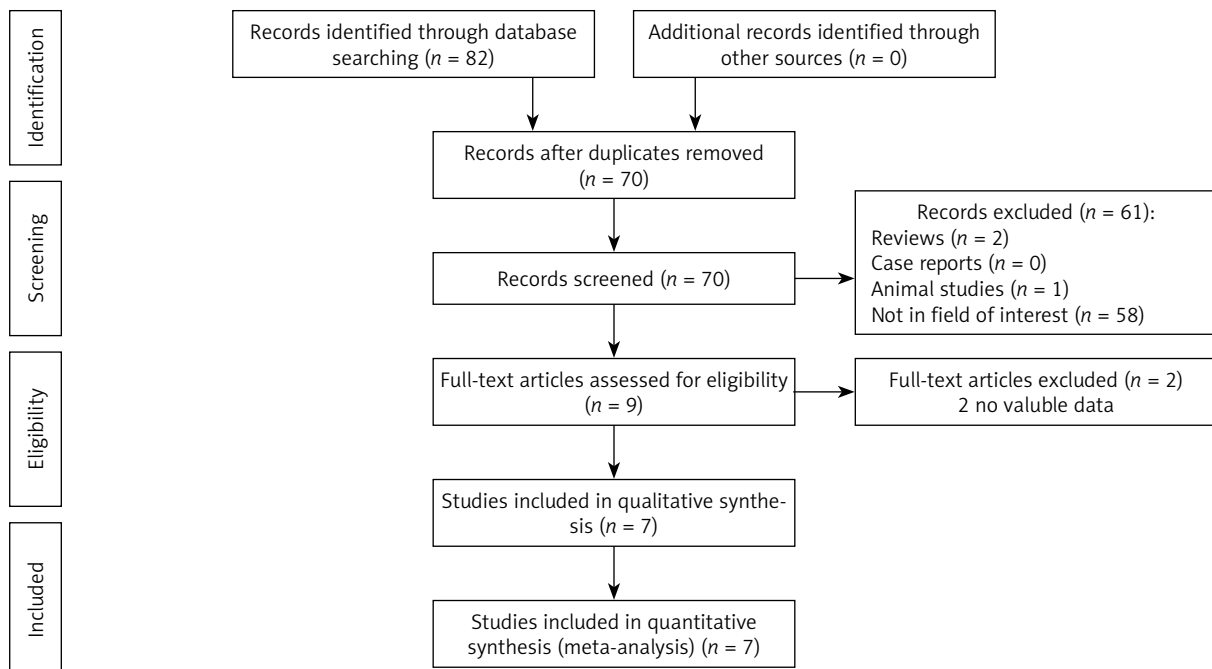 Identification
Records identified through database
searching (n = 82)
Additional records identified through
other sources (n = 0)
Records after duplicates removed
(n = 70)
Screening
Records screened (n = 70)
Records excluded (n = 61):
Reviews (n = 2)
Case reports (n = 0)
Animal studies (n = 1)
Not in field of interest (n = 58)
Eligibility
Full-text articles assessed for eligibility
(n = 9)
Full-text articles excluded (n = 2)
2 no valuble data
Studies included in qualitative synthe-
sis (n = 7)
Included
Studies included in quantitative
synthesis (meta-analysis) (n = 7)